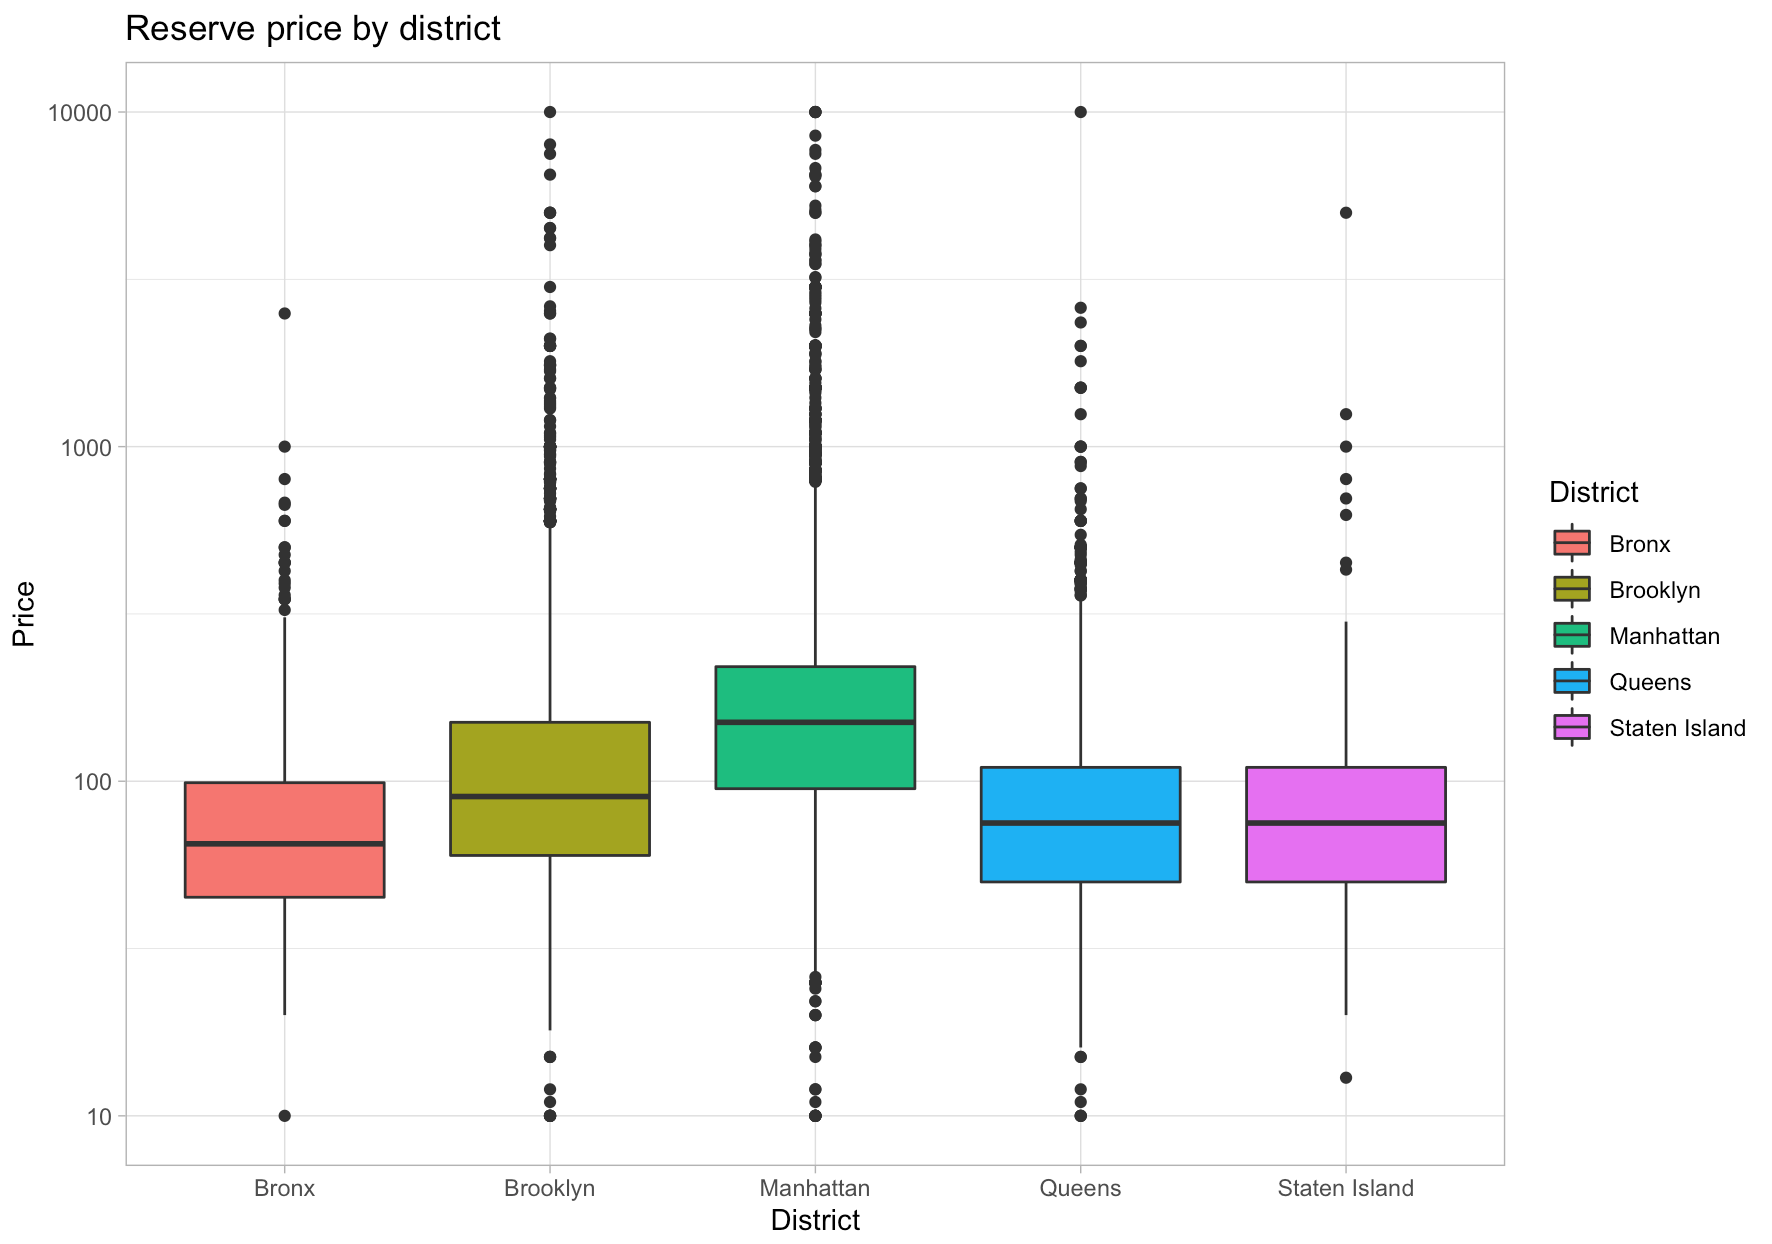 Reserve price by district
10000
1000
100
10
Price
Bronx
Brooklyn
Manhattan
Queens
Staten Island
District
District
Bronx
Brooklyn
Manhattan
Queens
Staten Island